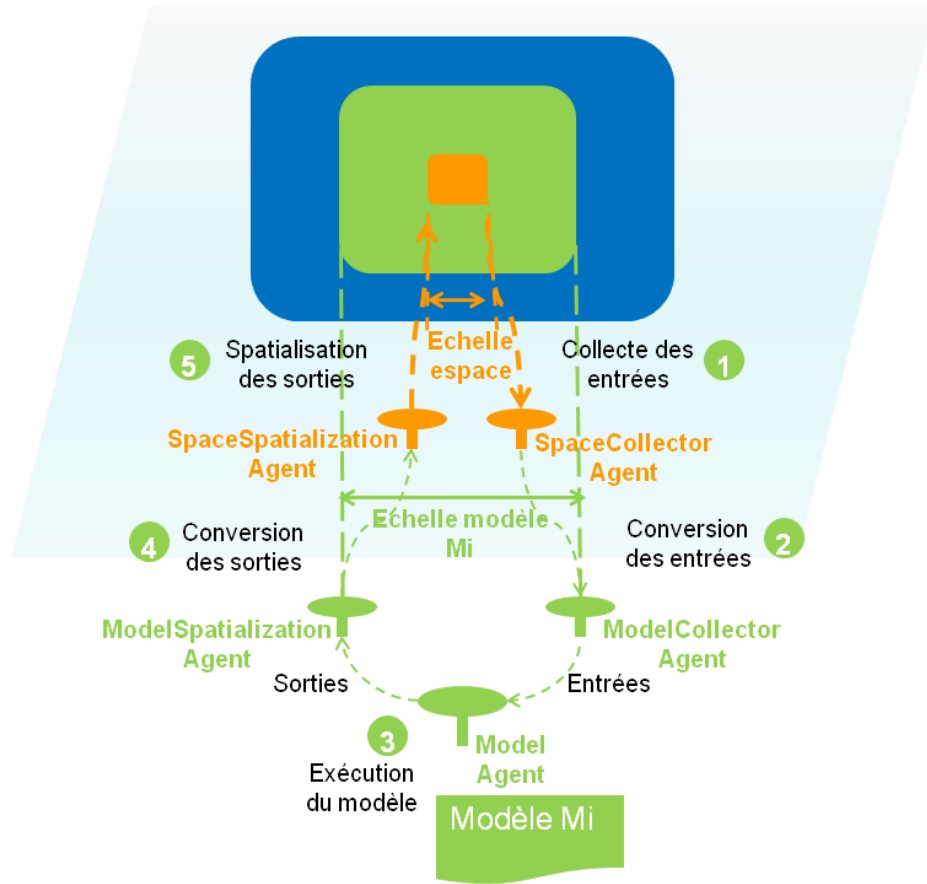 5
Spatialisation
des sorties
Echelle
espace
Collecte des
entrées
1
SpaceSpatialization
Agent
SpaceCollector
Agent
4
Conversion
des sorties
Echelle modèle
Mi
Conversion
des entrées
2
ModelSpatialization
Agent
ModelCollector
Agent
Sorties
Entrées
3
Exécution
du modèle
Model
Agent
Modèle Mi